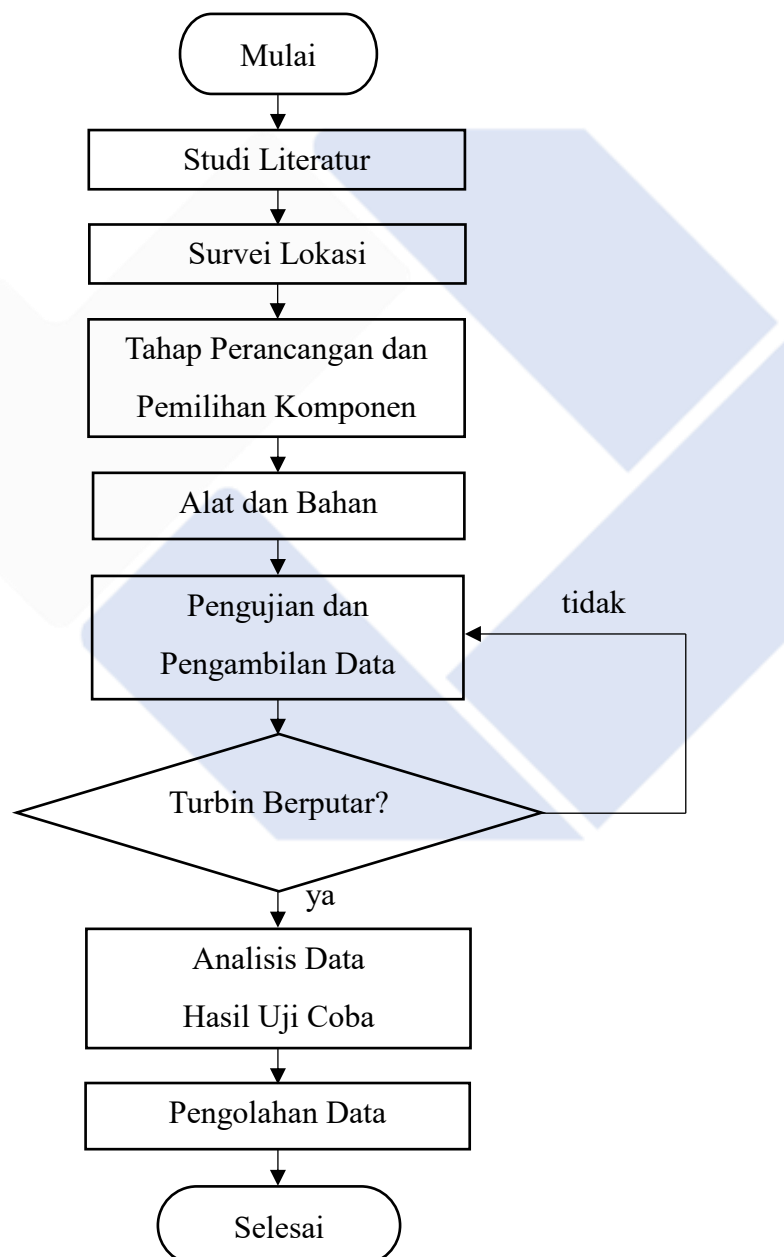 Mulai
Studi Literatur
Survei Lokasi
Tahap Perancangan dan
Pemilihan Komponen
Alat dan Bahan
Pengujian dan
Pengambilan Data
tidak
Turbin Berputar?
ya
Analisis Data
Hasil Uji Coba
Pengolahan Data
Selesai